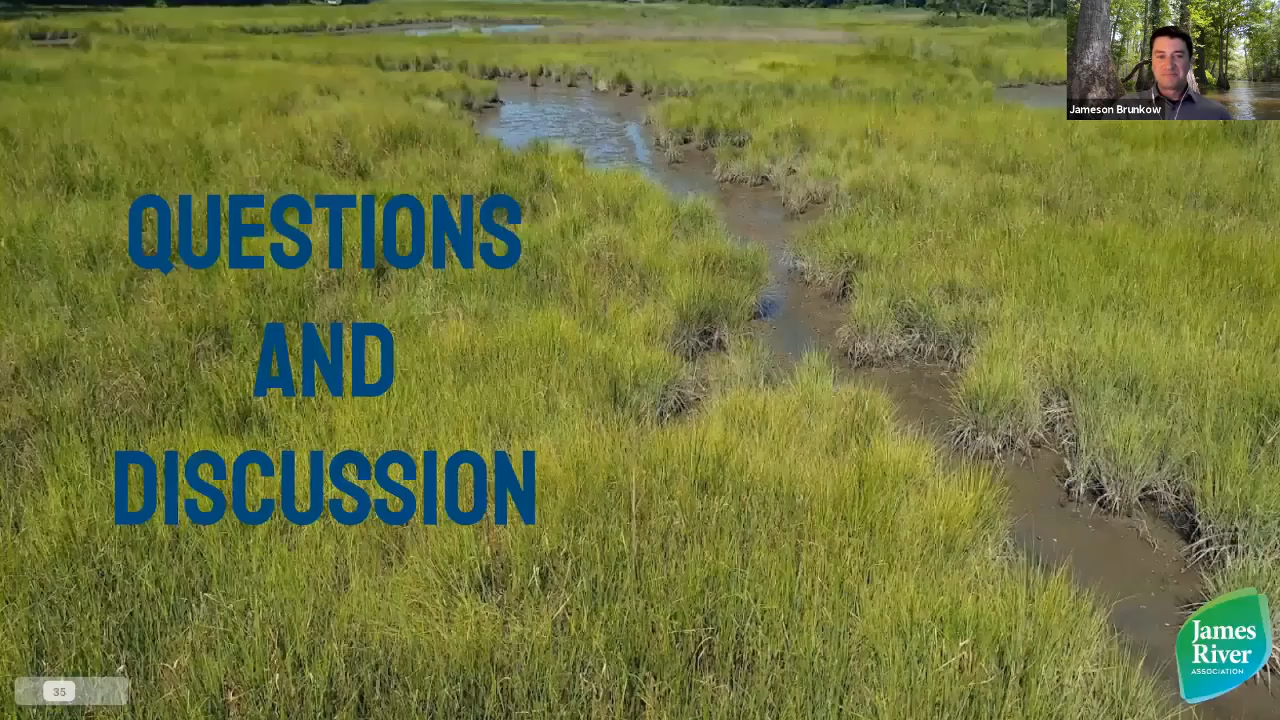 Jameson Brunkow
QUESTIONS
AND
DISCUSSION
James
River
ASSOCIATION
35